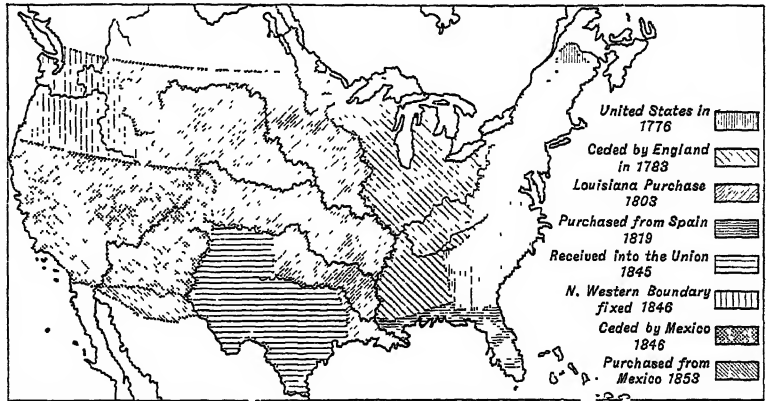 United States in
1776
Ceded by England
in 1783
Louisiana Purchase
1803
Purchased from Spain
1819
Received into the Union
1845
N. Western Boundary
fixed 1846
Ceded by Mexico
1846
Purchased from
Mexico 1853